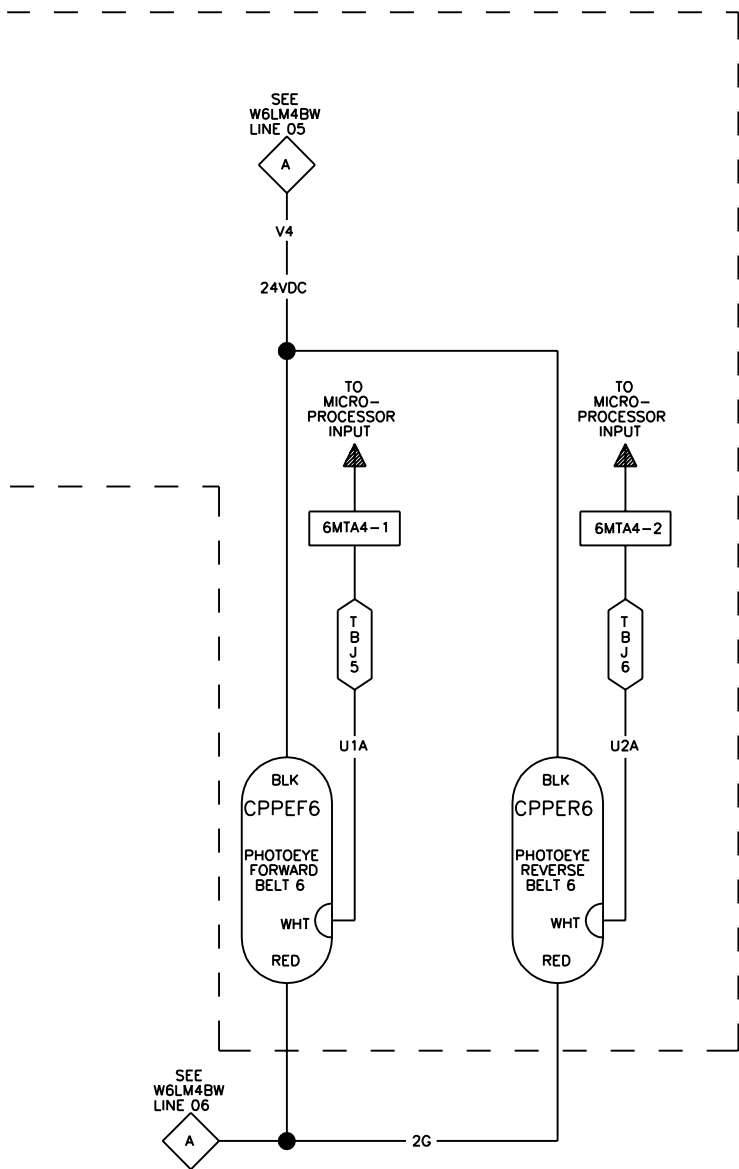 SEE
W6LM4BW
LINE 05
A
V4
24VDC
TO
MICRO-
PROCESSOR
INPUT
6MTA4-1
T
B
J
5
U1A
TO
MICRO-
PROCESSOR
INPUT
6MTA4-2
T
B
J
6
U2A
BLK
CPPEF6
PHOTOEYE
FORWARD
BELT 6
WHT
RED
BLK
CPPER6
PHOTOEYE
REVERSE
BELT 6
WHT
RED
SEE
W6LM4BW
LINE 06
A
2G